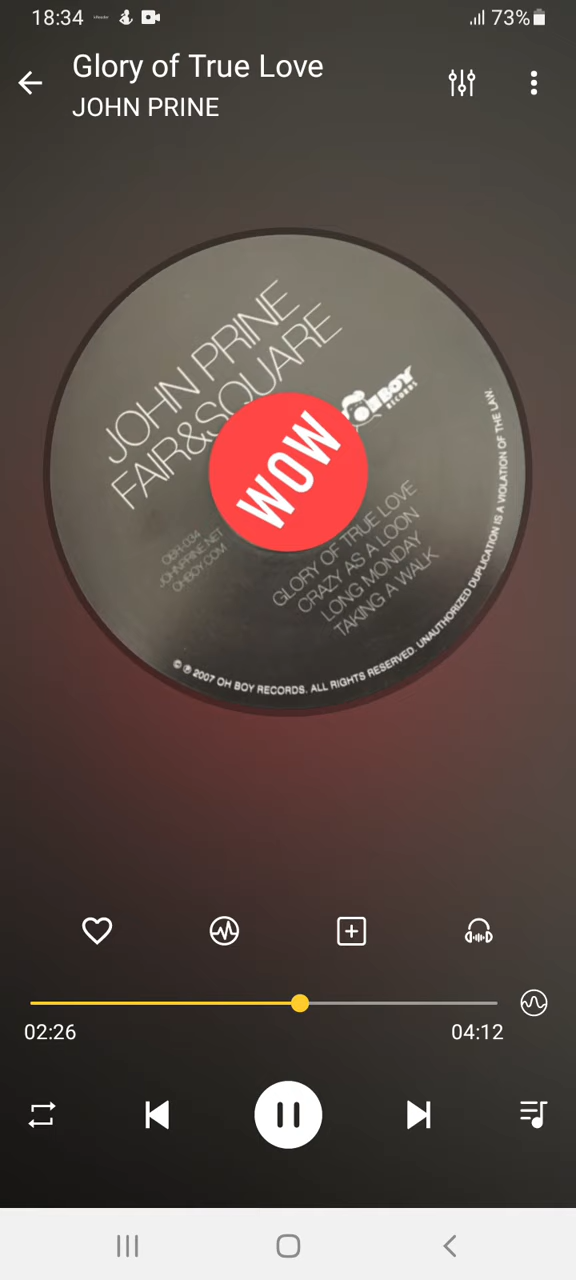 18:34
73%
Glory of True Love
JOHN PRINE
JOHN PRINE
FAIR&SQUARE
OHBOY
RECORDS
WOW
OBR-034
JOHNPRINE.NET
OHBOY.COM
GLORY OF TRUE LOVE
CRAZY AS A LOON
LONG MONDAY
TAKING A WALK
© ℗ 2007 OH BOY RECORDS. ALL RIGHTS RESERVED. UNAUTHORIZED DUPLICATION IS A VIOLATION OF THE LAW.
02:26
04:12